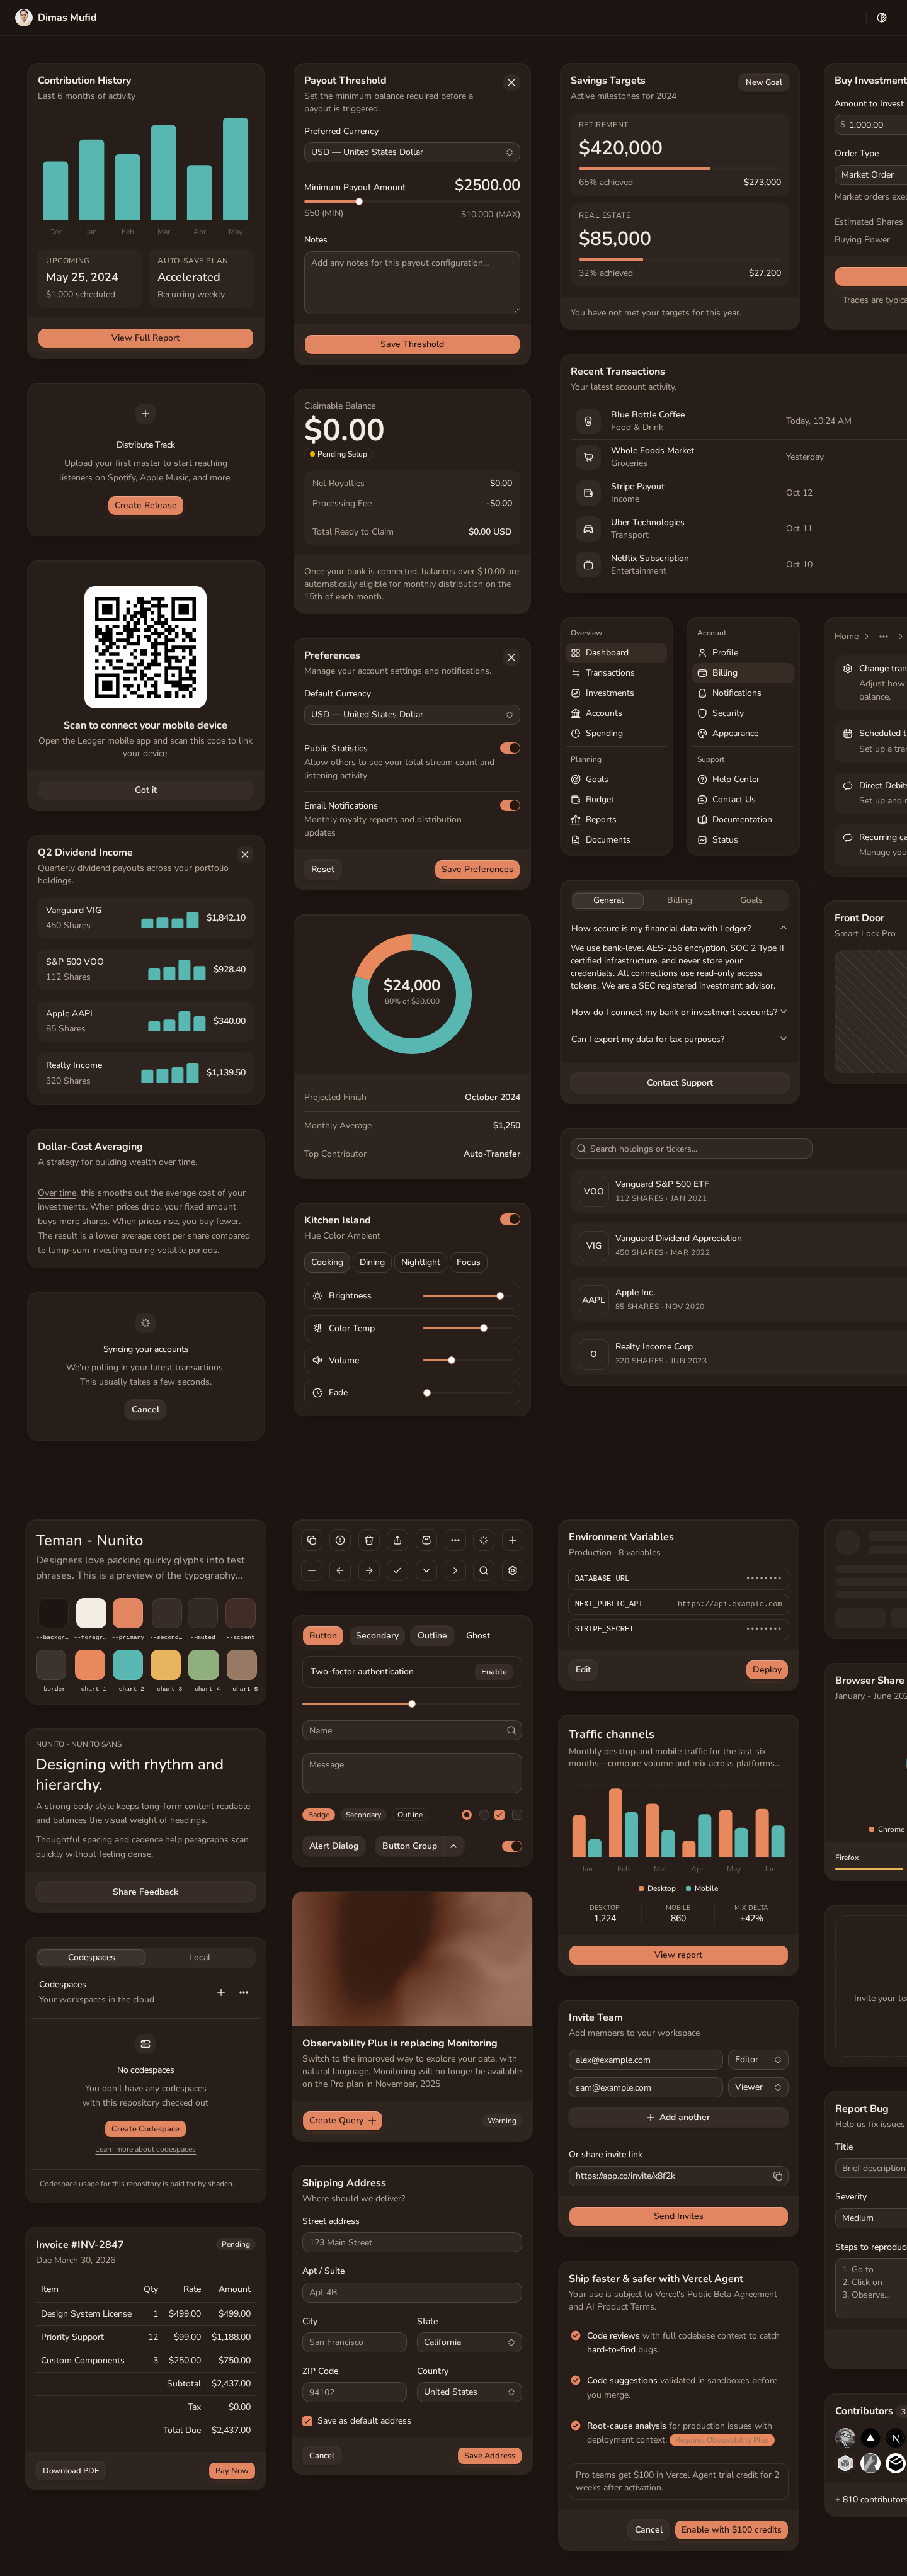 Dimas Mufid
Contribution History
Last 6 months of activity
Dec Jan Feb Mar Apr May
UPCOMING
May 25, 2024
$1,000 scheduled
AUTO-SAVE PLAN
Accelerated
Recurring weekly
View Full Report
Distribute Track
Upload your first master to start reaching
listeners on Spotify, Apple Music, and more.
Create Release
Scan to connect your mobile device
Open the Ledger mobile app and scan this code to link
your device.
Got it
Q2 Dividend Income
Quarterly dividend payouts across your portfolio
holdings.
Vanguard VIG
450 Shares
$1,842.10
S&P 500 VOO
112 Shares
$928.40
Apple AAPL
85 Shares
$340.00
Realty Income
320 Shares
$1,139.50
Dollar-Cost Averaging
A strategy for building wealth over time.
Over time, this smooths out the average cost of your
investments. When prices drop, your fixed amount
buys more shares. When prices rise, you buy fewer.
The result is a lower average cost per share compared
to lump-sum investing during volatile periods.
Syncing your accounts
We're pulling in your latest transactions.
This usually takes a few seconds.
Cancel
Payout Threshold
Set the minimum balance required before a
payout is triggered.
Preferred Currency
USD — United States Dollar
Minimum Payout Amount $2500.00
$50 (MIN) $10,000 (MAX)
Notes
Add any notes for this payout configuration...
Save Threshold
Claimable Balance
$0.00
Pending Setup
Net Royalties $0.00
Processing Fee -$0.00
Total Ready to Claim $0.00 USD
Once your bank is connected, balances over $10.00 are
automatically eligible for monthly distribution on the
15th of each month.
Preferences
Manage your account settings and notifications.
Default Currency
USD — United States Dollar
Public Statistics
Allow others to see your total stream count and
listening activity
Email Notifications
Monthly royalty reports and distribution
updates
Reset Save Preferences
$24,000
80% of $30,000
Projected Finish October 2024
Monthly Average $1,250
Top Contributor Auto-Transfer
Kitchen Island
Hue Color Ambient
Cooking Dining Nightlight Focus
Brightness
Color Temp
Volume
Fade
Savings Targets
Active milestones for 2024
New Goal
RETIREMENT
$420,000
65% achieved $273,000
REAL ESTATE
$85,000
32% achieved $27,200
You have not met your targets for this year.
Buy Investment
Amount to Invest
$ 1,000.00
Order Type
Market Order
Market orders exe
Estimated Shares
Buying Power
Trades are typica
Recent Transactions
Your latest account activity.
Blue Bottle Coffee
Food & Drink
Today, 10:24 AM
Whole Foods Market
Groceries
Yesterday
Stripe Payout
Income
Oct 12
Uber Technologies
Transport
Oct 11
Netflix Subscription
Entertainment
Oct 10
Overview
Dashboard
Transactions
Investments
Accounts
Spending
Planning
Goals
Budget
Reports
Documents
Account
Profile
Billing
Notifications
Security
Appearance
Support
Help Center
Contact Us
Documentation
Status
Home
Change tran
Adjust how
balance.
Scheduled t
Set up a tra
Direct Debit
Set up and r
Recurring ca
Manage you
General Billing Goals
How secure is my financial data with Ledger?
We use bank-level AES-256 encryption, SOC 2 Type II
certified infrastructure, and never store your
credentials. All connections use read-only access
tokens. We are a SEC registered investment advisor.
How do I connect my bank or investment accounts?
Can I export my data for tax purposes?
Contact Support
Front Door
Smart Lock Pro
Search holdings or tickers...
VOO
Vanguard S&P 500 ETF
112 SHARES · JAN 2021
VIG
Vanguard Dividend Appreciation
450 SHARES · MAR 2022
AAPL
Apple Inc.
85 SHARES · NOV 2020
O
Realty Income Corp
320 SHARES · JUN 2023
Teman - Nunito
Designers love packing quirky glyphs into test
phrases. This is a preview of the typography...
--backgr… --foregr… --primary --second… --muted --accent
--border --chart-1 --chart-2 --chart-3 --chart-4 --chart-5
NUNITO - NUNITO SANS
Designing with rhythm and
hierarchy.
A strong body style keeps long-form content readable
and balances the visual weight of headings.
Thoughtful spacing and cadence help paragraphs scan
quickly without feeling dense.
Share Feedback
Codespaces Local
Codespaces
Your workspaces in the cloud
No codespaces
You don't have any codespaces
with this repository checked out
Create Codespace
Learn more about codespaces
Codespace usage for this repository is paid for by shadcn.
Invoice #INV-2847 Pending
Due March 30, 2026
Item Qty Rate Amount
Design System License 1 $499.00 $499.00
Priority Support 12 $99.00 $1,188.00
Custom Components 3 $250.00 $750.00
Subtotal $2,437.00
Tax $0.00
Total Due $2,437.00
Download PDF Pay Now
Button Secondary Outline Ghost
Two-factor authentication Enable
Name
Message
Badge Secondary Outline
Alert Dialog Button Group
Observability Plus is replacing Monitoring
Switch to the improved way to explore your data, with
natural language. Monitoring will no longer be available
on the Pro plan in November, 2025
Create Query Warning
Shipping Address
Where should we deliver?
Street address
123 Main Street
Apt / Suite
Apt 4B
City State
San Francisco California
ZIP Code Country
94102 United States
Save as default address
Cancel Save Address
Environment Variables
Production · 8 variables
DATABASE_URL ••••••••
NEXT_PUBLIC_API https://api.example.com
STRIPE_SECRET ••••••••
Edit Deploy
Traffic channels
Monthly desktop and mobile traffic for the last six
months—compare volume and mix across platforms...
Jan Feb Mar Apr May Jun
Desktop Mobile
DESKTOP MOBILE MIX DELTA
1,224 860 +42%
View report
Invite Team
Add members to your workspace
alex@example.com Editor
sam@example.com Viewer
Add another
Or share invite link
https://app.co/invite/x8f2k
Send Invites
Ship faster & safer with Vercel Agent
Your use is subject to Vercel's Public Beta Agreement
and AI Product Terms.
Code reviews with full codebase context to catch
hard-to-find bugs.
Code suggestions validated in sandboxes before
you merge.
Root-cause analysis for production issues with
deployment context. Requires Observability Plus
Pro teams get $100 in Vercel Agent trial credit for 2
weeks after activation.
Cancel Enable with $100 credits
Browser Share
January - June 202
Chrome
Firefox
Invite your te
Report Bug
Help us fix issues
Title
Brief description
Severity
Medium
Steps to reproduc
1. Go to
2. Click on
3. Observe...
Contributors 3
+ 810 contributors